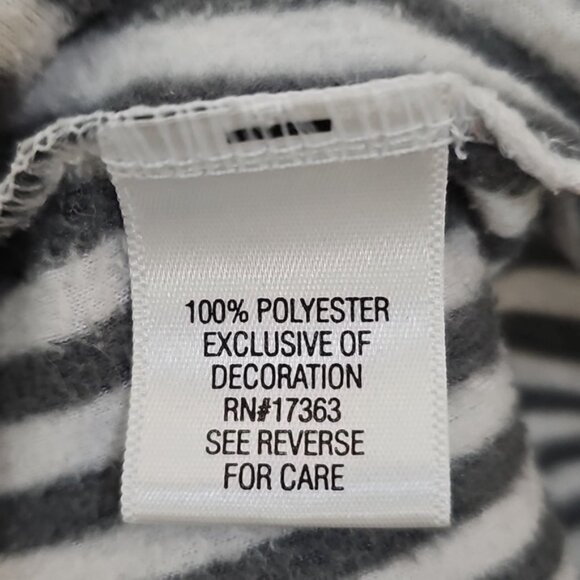 100% POLYESTER
EXCLUSIVE OF
DECORATION
RN#17363
SEE REVERSE
FOR CARE